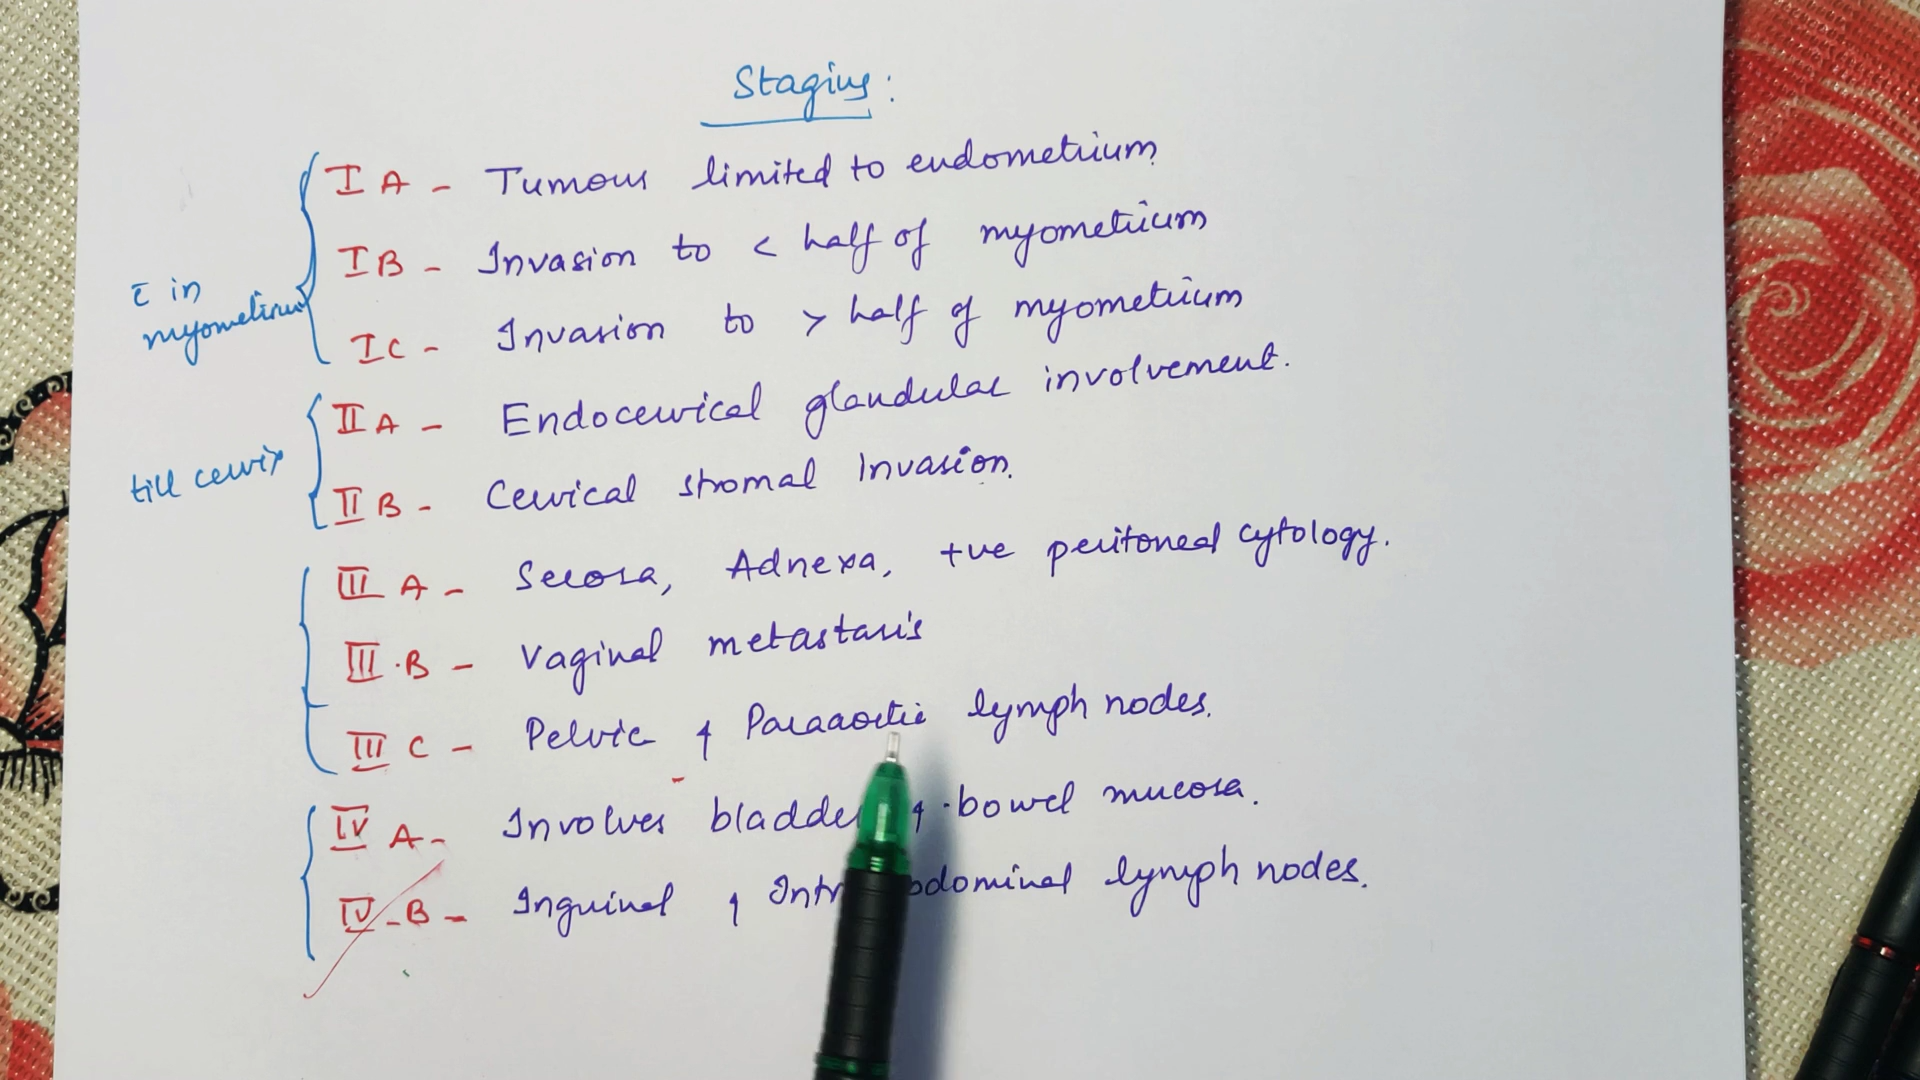 Staging:
I A - Tumour limited to endometrium
I B - Invasion to < half of myometrium
c̄ in
myometrium
I C - Invasion to > half of myometrium
II A - Endocervical glandular involvement.
till cervix
II B - Cervical stromal Invasion.
III A - Serosa, Adnexa, +ve peritoneal cytology.
III B - Vaginal metastasis
III C - Pelvic & Paraaortic lymph nodes.
IV A - Involves bladder & bowel mucosa.
IV B - Inguinal & lymph nodes.